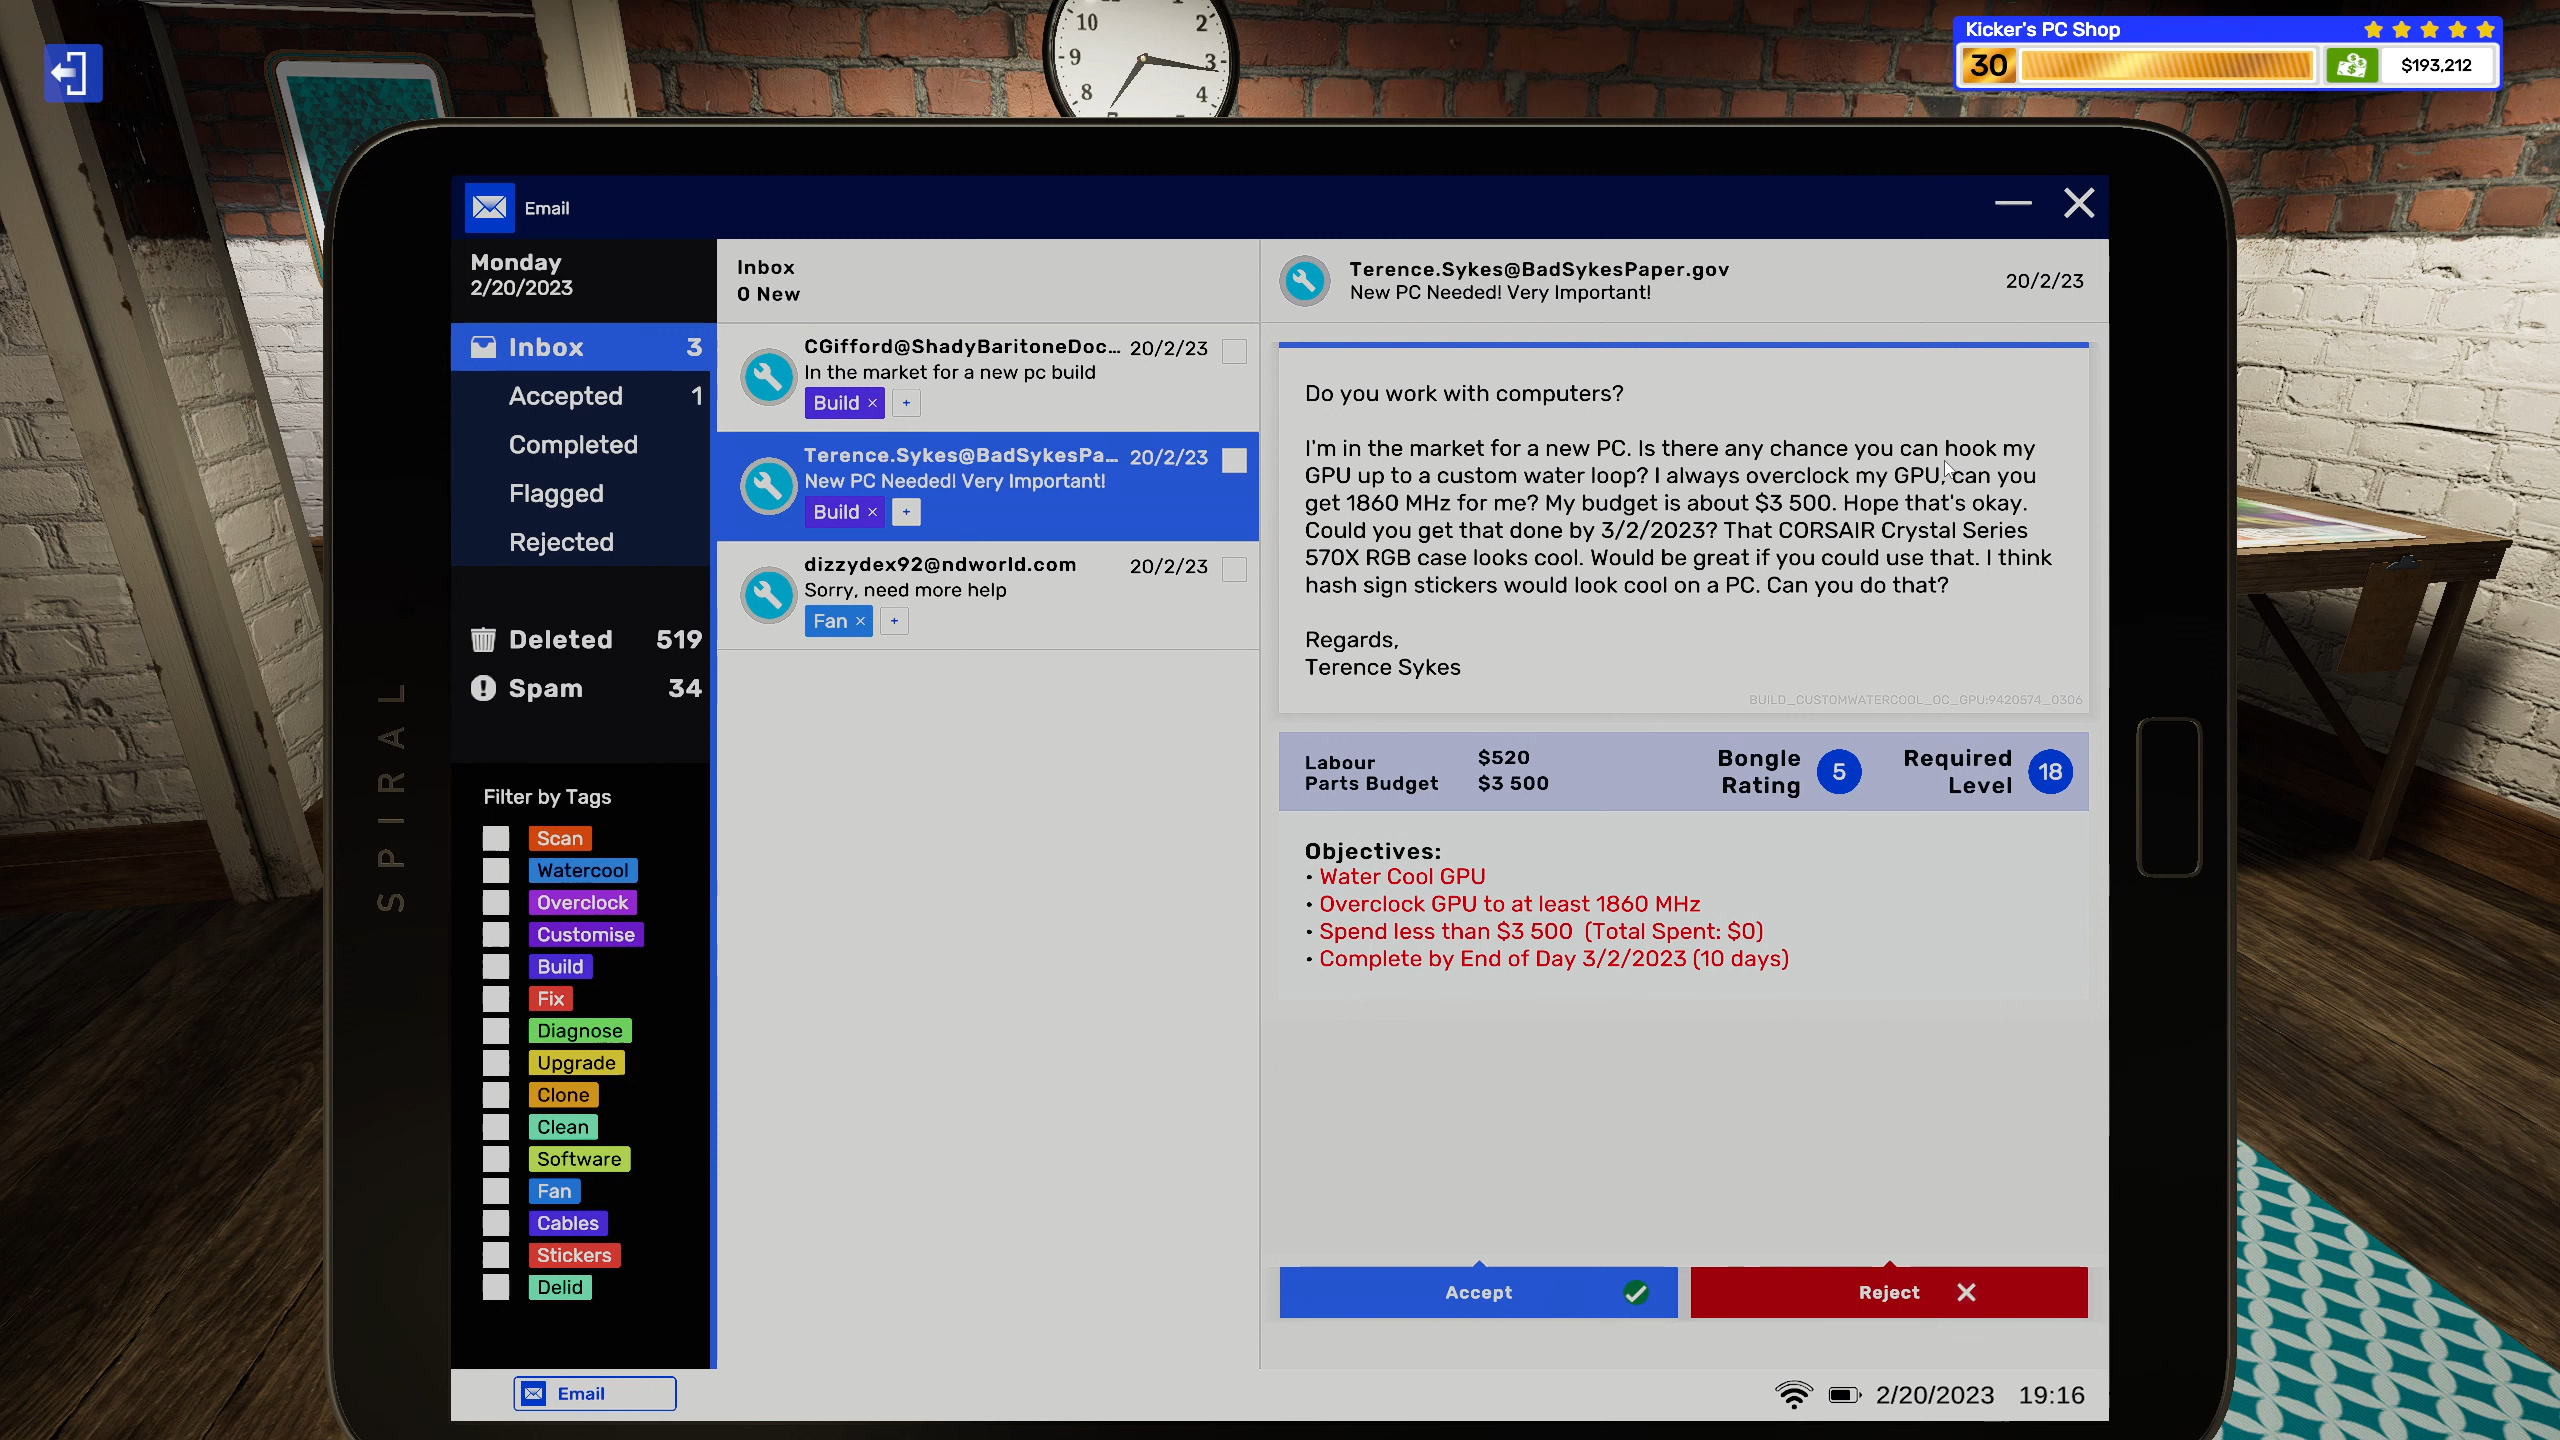 10
2
9
3
8
4
Kicker's PC Shop
30
$193,212
Email
Monday
2/20/2023
Inbox 3
Accepted 1
Completed
Flagged
Rejected
Deleted 519
Spam 34
Filter by Tags
Scan
Watercool
Overclock
Customise
Build
Fix
Diagnose
Upgrade
Clone
Clean
Software
Fan
Cables
Stickers
Delid
Inbox
0 New
CGifford@ShadyBaritoneDoc... 20/2/23
In the market for a new pc build
Build × +
Terence.Sykes@BadSykesPa... 20/2/23
New PC Needed! Very Important!
Build × +
dizzydex92@ndworld.com 20/2/23
Sorry, need more help
Fan × +
Terence.Sykes@BadSykesPaper.gov
New PC Needed! Very Important!
20/2/23
Do you work with computers?
I'm in the market for a new PC. Is there any chance you can hook my
GPU up to a custom water loop? I always overclock my GPU, can you
get 1860 MHz for me? My budget is about $3 500. Hope that's okay.
Could you get that done by 3/2/2023? That CORSAIR Crystal Series
570X RGB case looks cool. Would be great if you could use that. I think
hash sign stickers would look cool on a PC. Can you do that?
Regards,
Terence Sykes
BUILD_CUSTOMWATERCOOL_OC_GPU:9420574_0306
Labour $520
Parts Budget $3 500
Bongle
Rating 5
Required
Level 18
Objectives:
• Water Cool GPU
• Overclock GPU to at least 1860 MHz
• Spend less than $3 500 (Total Spent: $0)
• Complete by End of Day 3/2/2023 (10 days)
Accept
Reject
Email
2/20/2023 19:16
SPIRAL